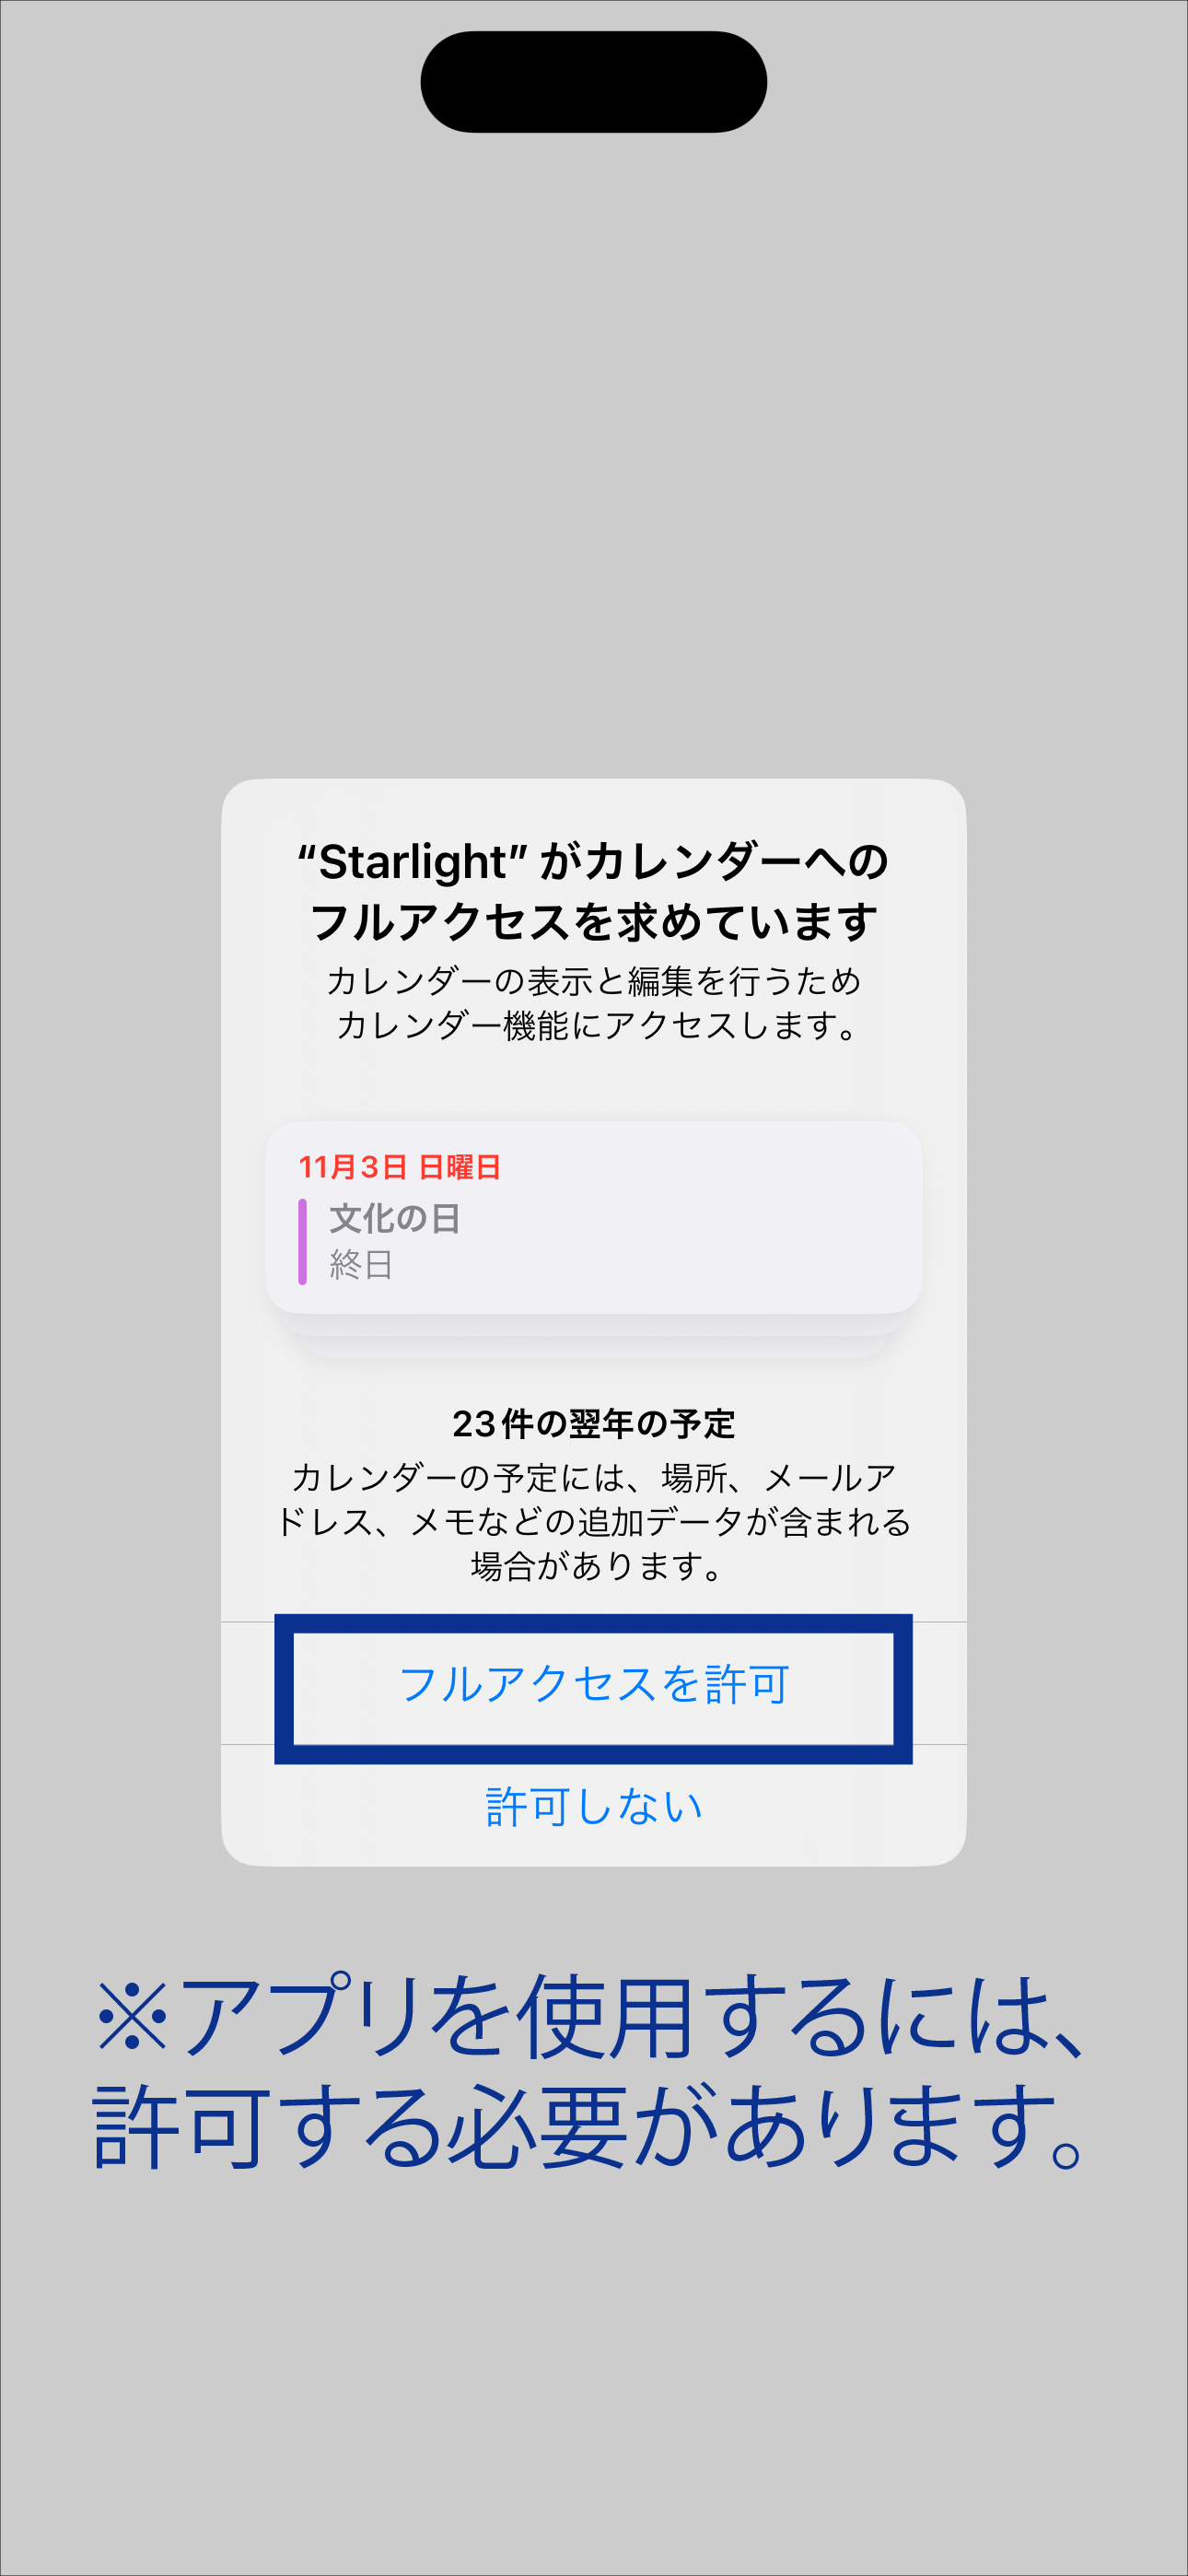 “Starlight” がカレンダーへの
フルアクセスを求めています
カレンダーの表示と編集を行うため
カレンダー機能にアクセスします。
11月3日 日曜日
文化の日
終日
23件の翌年の予定
カレンダーの予定には、場所、メールア
ドレス、メモなどの追加データが含まれる
場合があります。
フルアクセスを許可
許可しない
※アプリを使用するには、
許可する必要があります。